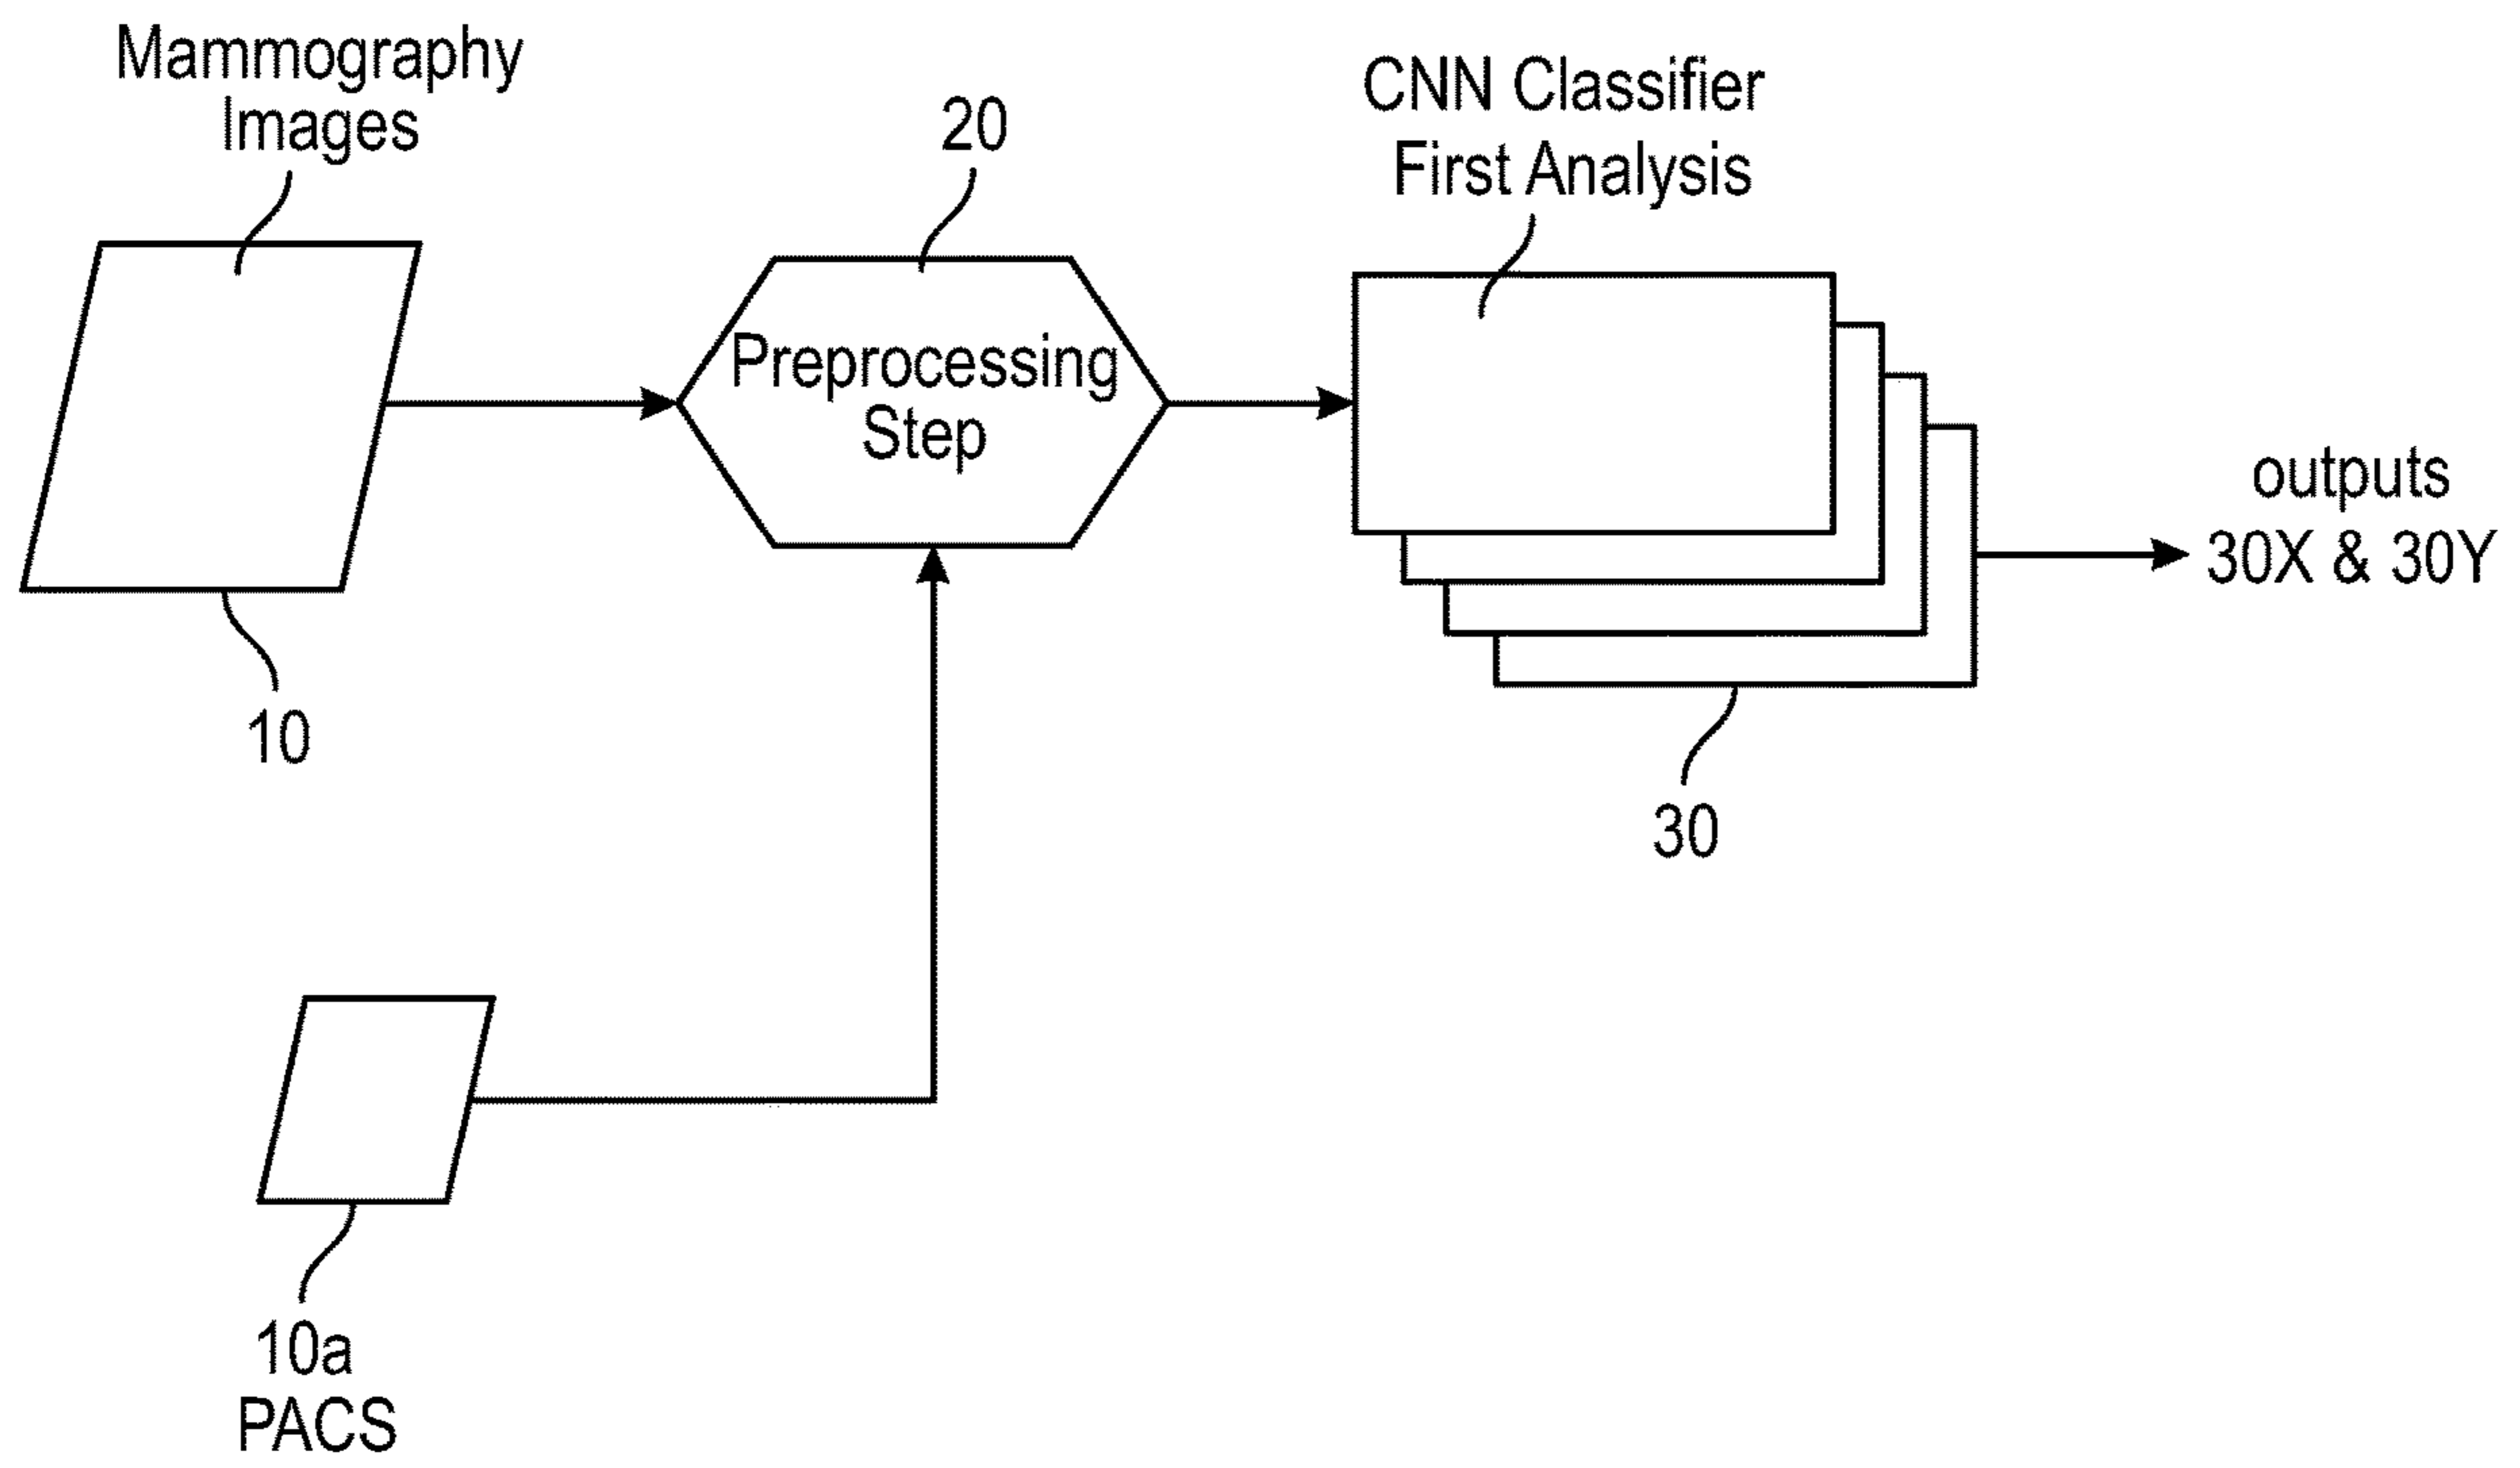 Mammography
Images
10
20
Preprocessing
Step
CNN Classifier
First Analysis
30
outputs
30X & 30Y
10a
PACS